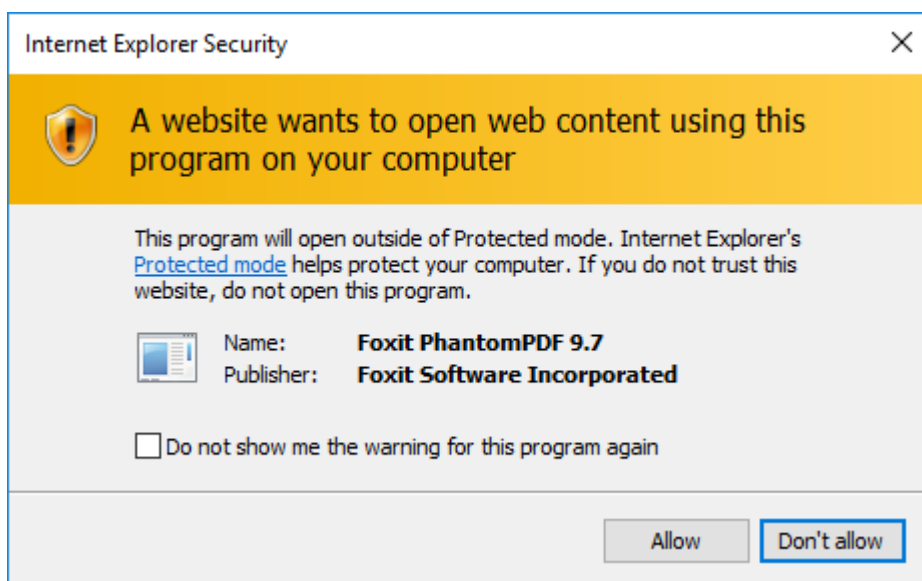 Internet Explorer Security
A website wants to open web content using this
program on your computer
This program will open outside of Protected mode. Internet Explorer's
Protected mode helps protect your computer. If you do not trust this
website, do not open this program.
Name: Foxit PhantomPDF 9.7
Publisher: Foxit Software Incorporated
Do not show me the warning for this program again
Allow Don't allow